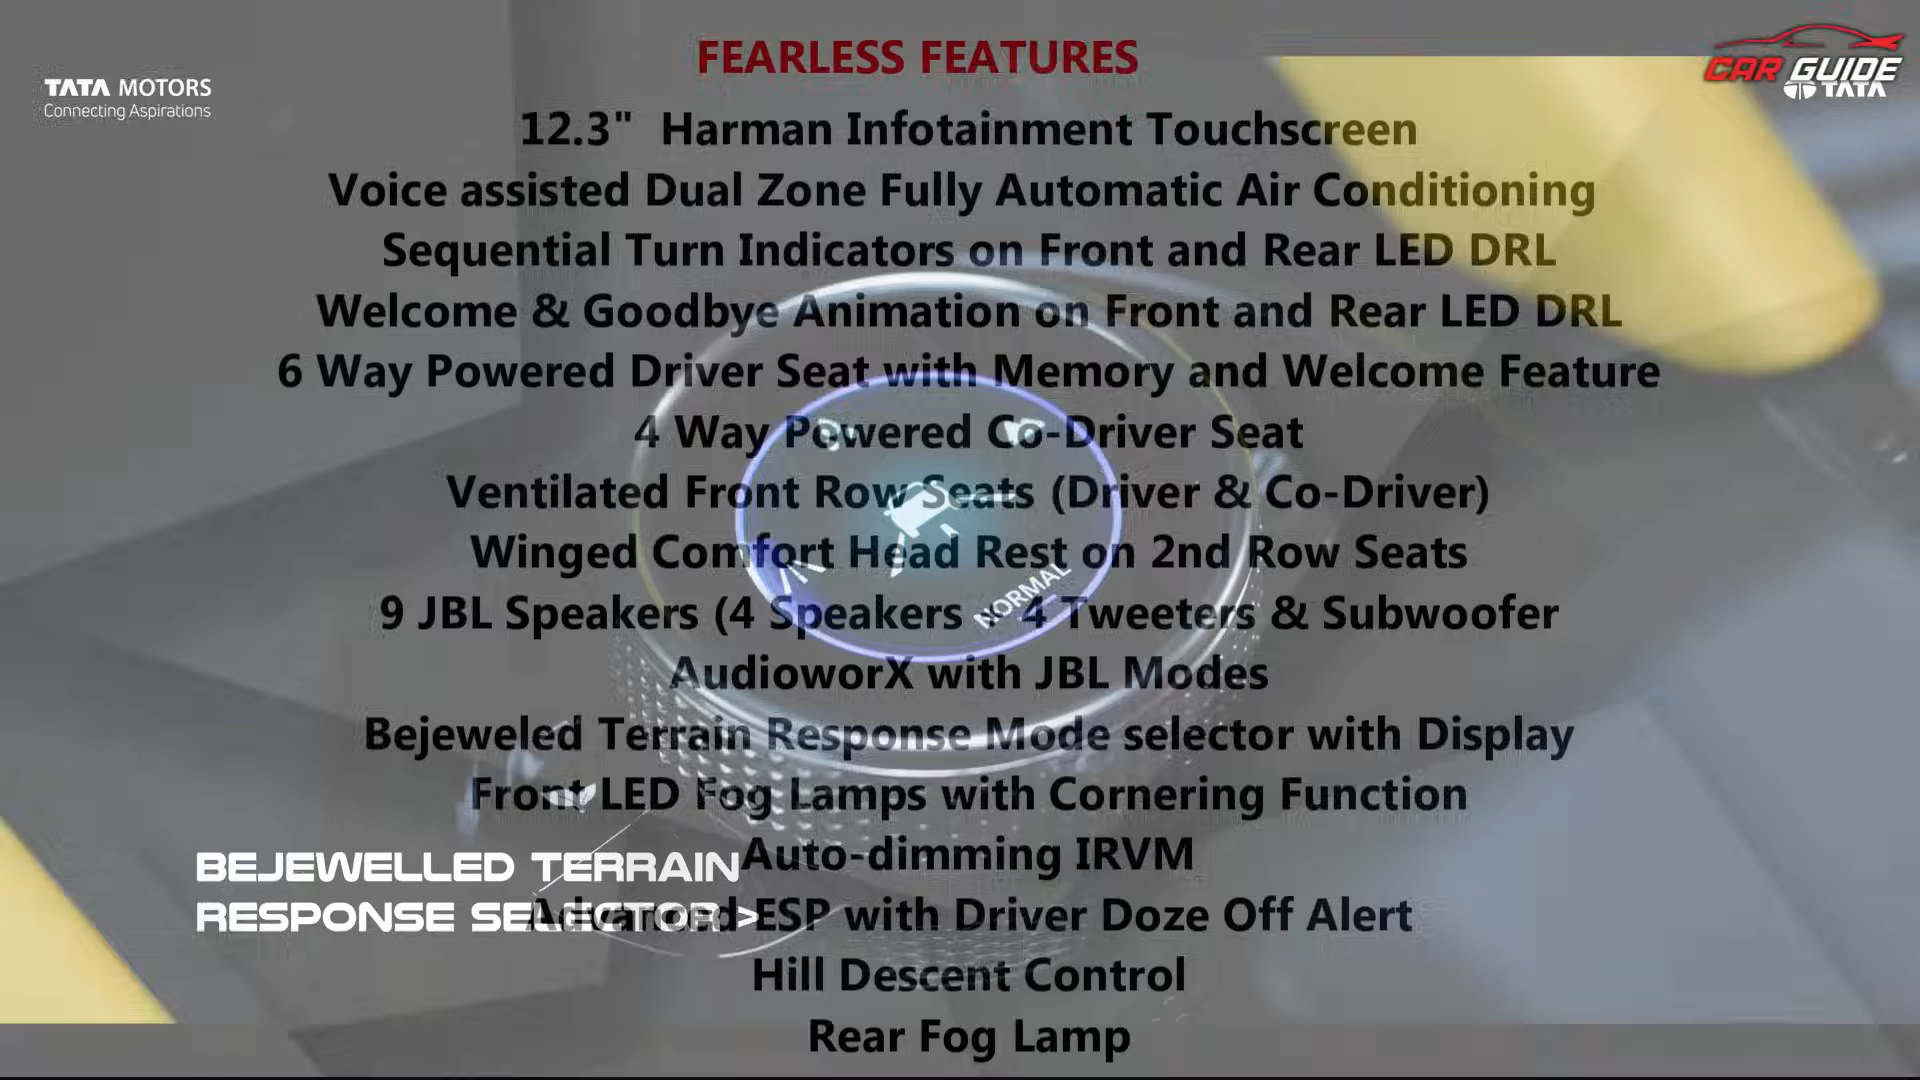 FEARLESS FEATURES
TATA MOTORS
Connecting Aspirations
CAR GUIDE
TATA
12.3" Harman Infotainment Touchscreen
Voice assisted Dual Zone Fully Automatic Air Conditioning
Sequential Turn Indicators on Front and Rear LED DRL
Welcome & Goodbye Animation on Front and Rear LED DRL
6 Way Powered Driver Seat with Memory and Welcome Feature
4 Way Powered Co-Driver Seat
Ventilated Front Row Seats (Driver & Co-Driver)
Winged Comfort Head Rest on 2nd Row Seats
NORMAL
9 JBL Speakers (4 Speakers 4 Tweeters & Subwoofer
AudioworX with JBL Modes
Bejeweled Terrain Response Mode selector with Display
Front LED Fog Lamps with Cornering Function
Auto-dimming IRVM
BEJEWELLED TERRAIN
RESPONSE SELECTOR >
Advanced ESP with Driver Doze Off Alert
Hill Descent Control
Rear Fog Lamp